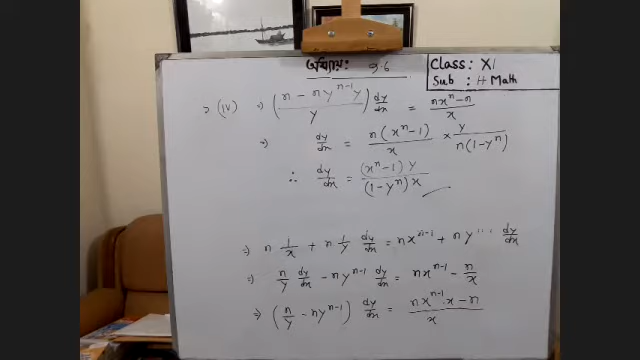 অধ্যায়: 9.6
Class: XI
Sub : H Math
> (IV) ⇒ ((n - ny^{n-1}y)/y) dy/dx = (nx^n - n)/x
⇒ dy/dx = n(x^n-1)/x × y/n(1-y^n)
∴ dy/dx = (x^n-1)y/(1-y^n)x
⇒ n 1/x + n 1/y dy/dx = nx^{n-1} + ny^{n-1} dy/dx
⇒ n/y dy/dx - ny^{n-1} dy/dx = nx^{n-1} - n/x
⇒ (n/y - ny^{n-1}) dy/dx = (nx^{n-1}·x - n)/x